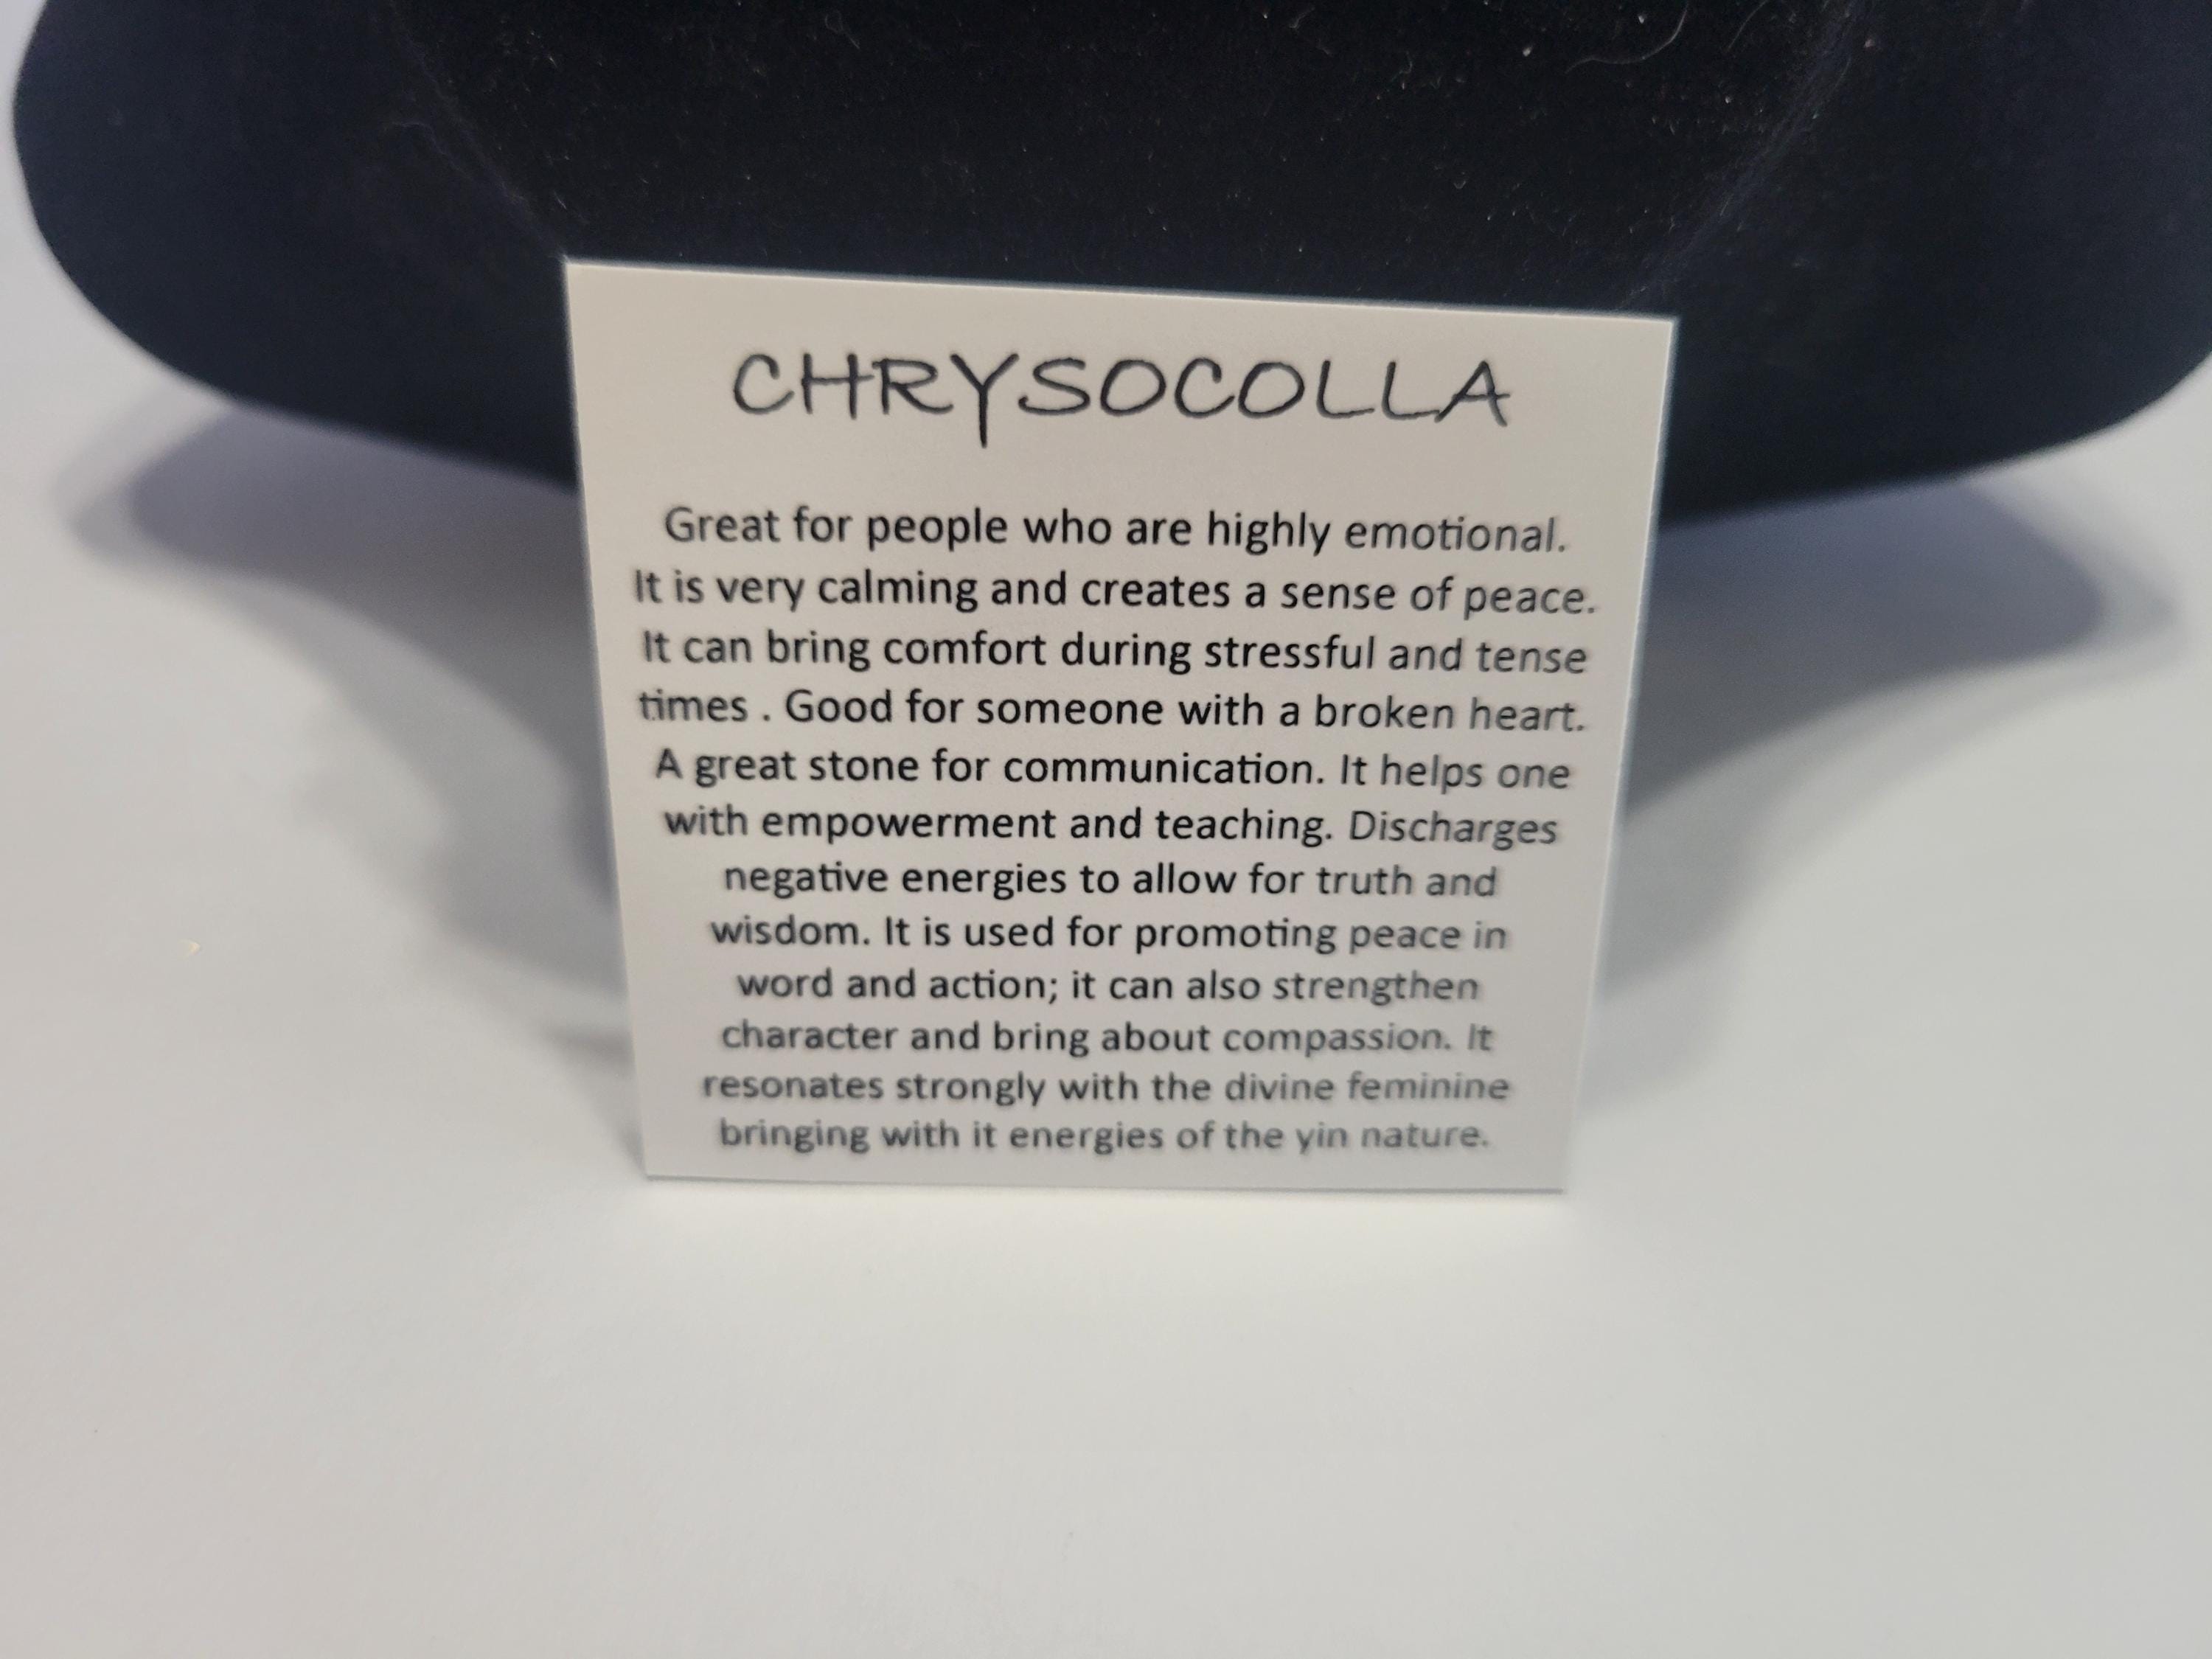 CHRYSOCOLLA
Great for people who are highly emotional.
It is very calming and creates a sense of peace.
It can bring comfort during stressful and tense
times . Good for someone with a broken heart.
A great stone for communication. It helps one
with empowerment and teaching. Discharges
negative energies to allow for truth and
wisdom. It is used for promoting peace in
word and action; it can also strengthen
character and bring about compassion. It
resonates strongly with the divine feminine
bringing with it energies of the yin nature.